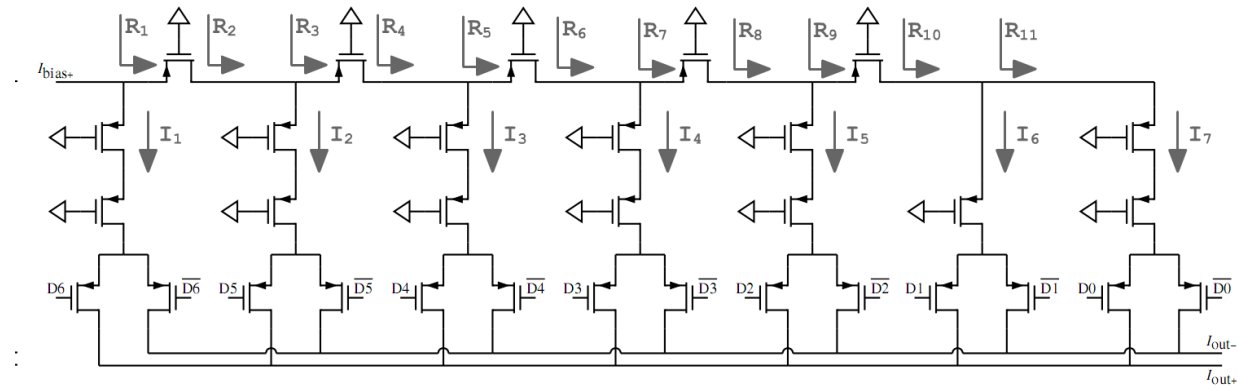 R1 R2 R3 R4 R5 R6 R7 R8 R9 R10 R11
Ibias+
I1 I2 I3 I4 I5 I6 I7
D6 D̅6̅ D5 D̅5̅ D4 D̅4̅ D3 D̅3̅ D2 D̅2̅ D1 D̅1̅ D0 D̅0̅
Iout−
Iout+